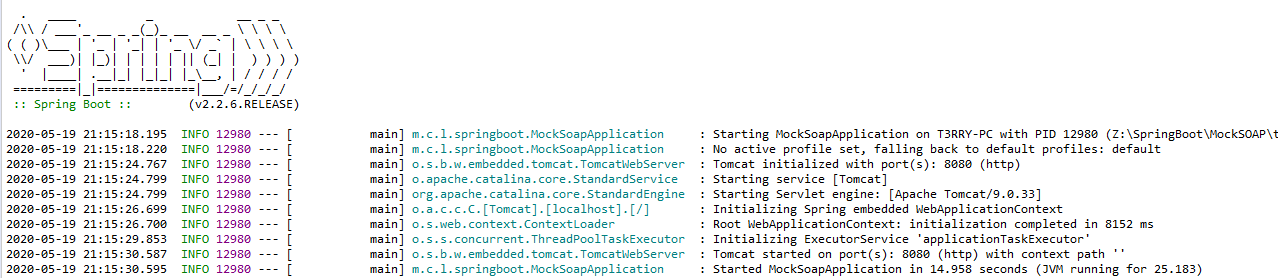 .   ____          _            __ _ _
 /\\ / ___'_ __ _ _(_)_ __  __ _ \ \ \ \
( ( )\___ | '_ | '_| | '_ \/ _` | \ \ \ \
 \\/  ___)| |_)| | | | | || (_| |  ) ) ) )
  '  |____| .__|_| |_|_| |_\__, | / / / /
 =========|_|==============|___/=/_/_/_/
 :: Spring Boot ::        (v2.2.6.RELEASE)
2020-05-19 21:15:18.195  INFO 12980 --- [           main] m.c.l.springboot.MockSoapApplication     : Starting MockSoapApplication on T3RRY-PC with PID 12980 (Z:\SpringBoot\MockSOAP\t
2020-05-19 21:15:18.220  INFO 12980 --- [           main] m.c.l.springboot.MockSoapApplication     : No active profile set, falling back to default profiles: default
2020-05-19 21:15:24.767  INFO 12980 --- [           main] o.s.b.w.embedded.tomcat.TomcatWebServer  : Tomcat initialized with port(s): 8080 (http)
2020-05-19 21:15:24.799  INFO 12980 --- [           main] o.apache.catalina.core.StandardService   : Starting service [Tomcat]
2020-05-19 21:15:24.799  INFO 12980 --- [           main] org.apache.catalina.core.StandardEngine  : Starting Servlet engine: [Apache Tomcat/9.0.33]
2020-05-19 21:15:26.699  INFO 12980 --- [           main] o.a.c.c.C.[Tomcat].[localhost].[/]       : Initializing Spring embedded WebApplicationContext
2020-05-19 21:15:26.700  INFO 12980 --- [           main] o.s.web.context.ContextLoader            : Root WebApplicationContext: initialization completed in 8152 ms
2020-05-19 21:15:29.853  INFO 12980 --- [           main] o.s.s.concurrent.ThreadPoolTaskExecutor  : Initializing ExecutorService 'applicationTaskExecutor'
2020-05-19 21:15:30.587  INFO 12980 --- [           main] o.s.b.w.embedded.tomcat.TomcatWebServer  : Tomcat started on port(s): 8080 (http) with context path ''
2020-05-19 21:15:30.595  INFO 12980 --- [           main] m.c.l.springboot.MockSoapApplication     : Started MockSoapApplication in 14.958 seconds (JVM running for 25.183)